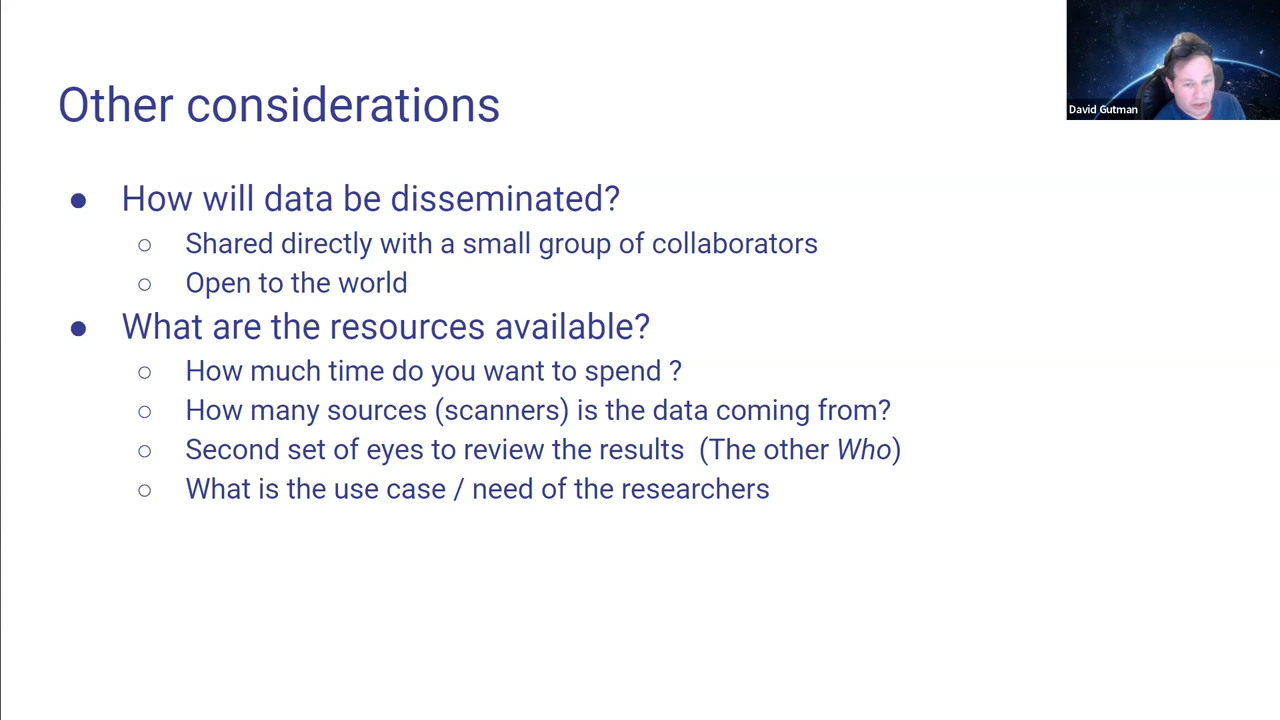 Other considerations
David Gutman
● How will data be disseminated?
○ Shared directly with a small group of collaborators
○ Open to the world
● What are the resources available?
○ How much time do you want to spend ?
○ How many sources (scanners) is the data coming from?
○ Second set of eyes to review the results  (The other Who)
○ What is the use case / need of the researchers